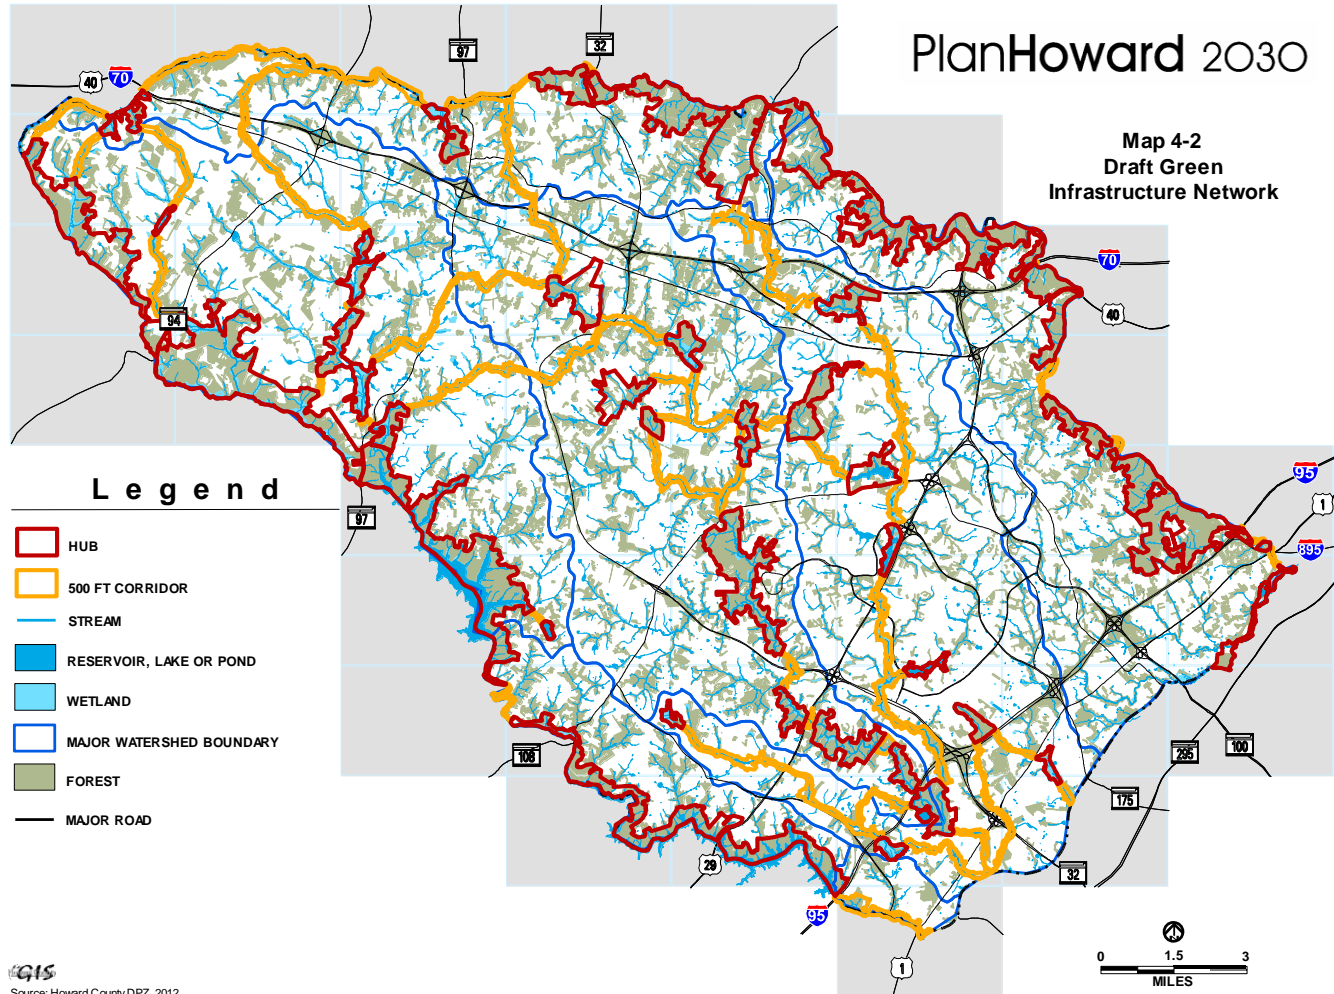 PlanHoward 2030
Map 4-2
Draft Green
Infrastructure Network
40
70
97
32
94
70
40
Legend
HUB
500 FT CORRIDOR
STREAM
RESERVOIR, LAKE OR POND
WETLAND
MAJOR WATERSHED BOUNDARY
FOREST
MAJOR ROAD
97
95
1
895
108
295
100
175
29
32
95
1
0 1.5 3
MILES
GIS
Source: Howard County DPZ, 2012